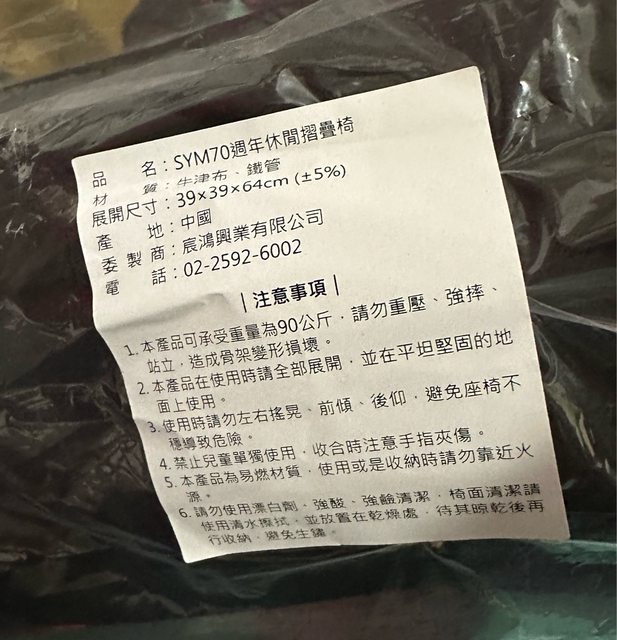 品名：SYM70週年休閒摺疊椅
材質：牛津布、鐵管
展開尺寸：39×39×64cm (±5%)
產地：中國
委製商：宸鴻興業有限公司
電話：02-2592-6002
｜注意事項｜
1. 本產品可承受重量為90公斤，請勿重壓、強摔、
站立，造成骨架變形損壞。
2. 本產品在使用時請全部展開，並在平坦堅固的地
面上使用。
3. 使用時請勿左右搖晃、前傾、後仰，避免座椅不
穩導致危險。
4. 禁止兒童單獨使用，收合時注意手指夾傷。
5. 本產品為易燃材質，使用或是收納時請勿靠近火
源。
6. 請勿使用漂白劑，強酸、強鹼清潔，椅面清潔請
使用清水擦拭，並放置在乾燥處，待其晾乾後再
行收納，避免生鏽。